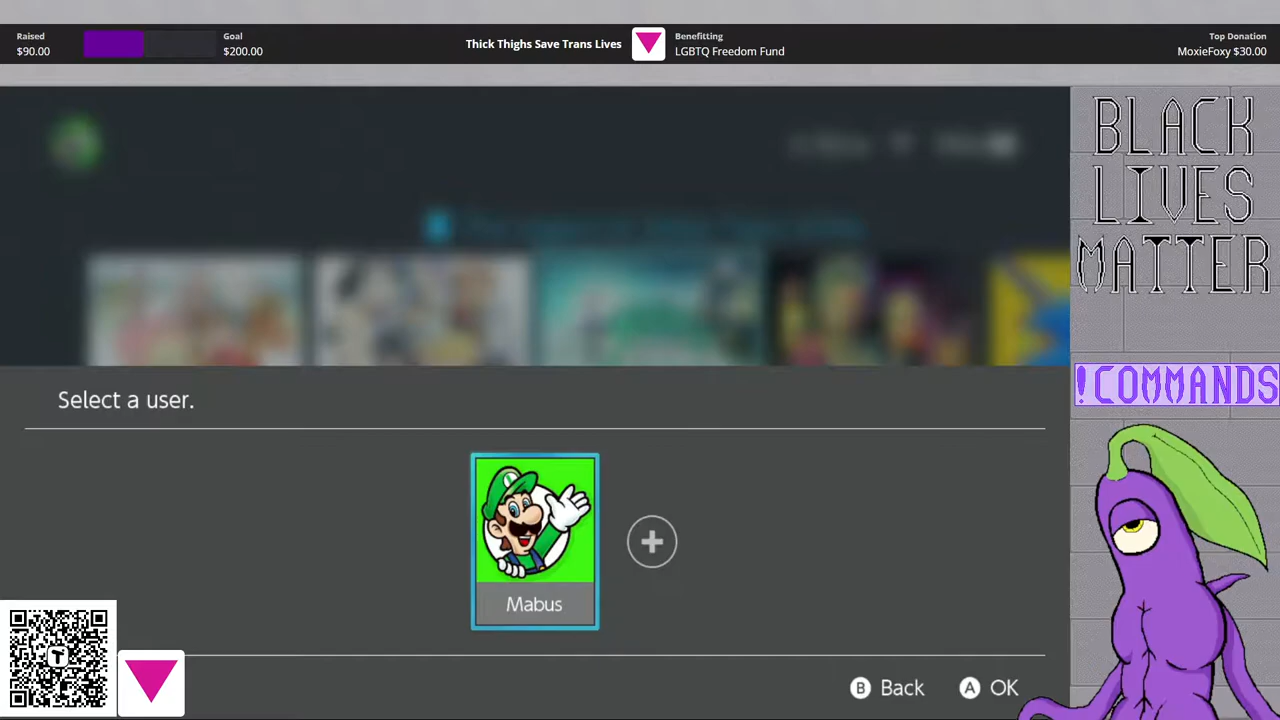 Raised
$90.00
Goal
$200.00
Thick Thighs Save Trans Lives
Benefitting
LGBTQ Freedom Fund
Top Donation
MoxieFoxy $30.00
BLACK
LIVES
MATTER
!COMMANDS
Select a user.
L
Mabus
T
B Back
A OK